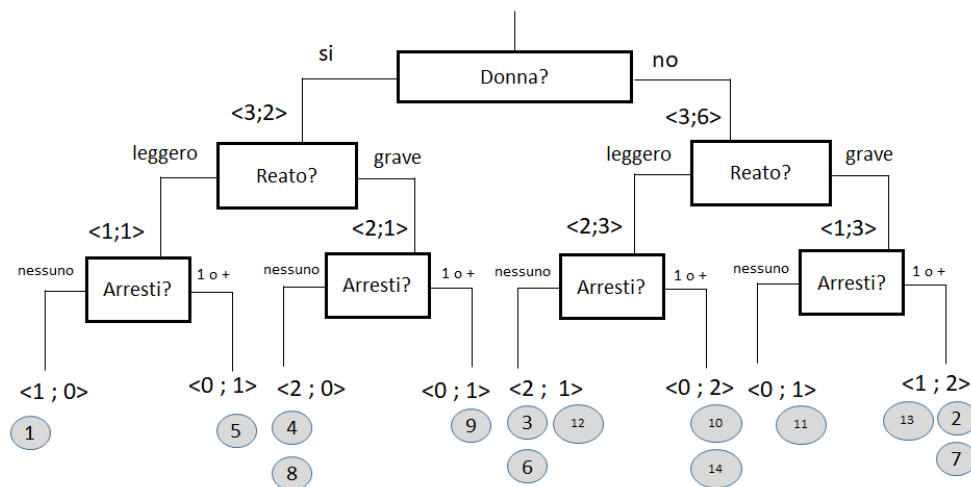 si
Donna?
no
<3;2>
<3;6>
leggero
Reato?
grave
leggero
Reato?
grave
<1;1>
<2;1>
<2;3>
<1;3>
nessuno
Arresti?
1 o +
nessuno
Arresti?
1 o +
nessuno
Arresti?
1 o +
nessuno
Arresti?
1 o +
<1 ; 0>
<0 ; 1>
<2 ; 0>
<0 ; 1>
<2 ; 1>
<0 ; 2>
<0 ; 1>
<1 ; 2>
1
5
4
9
3
12
10
11
13
2
8
6
14
7